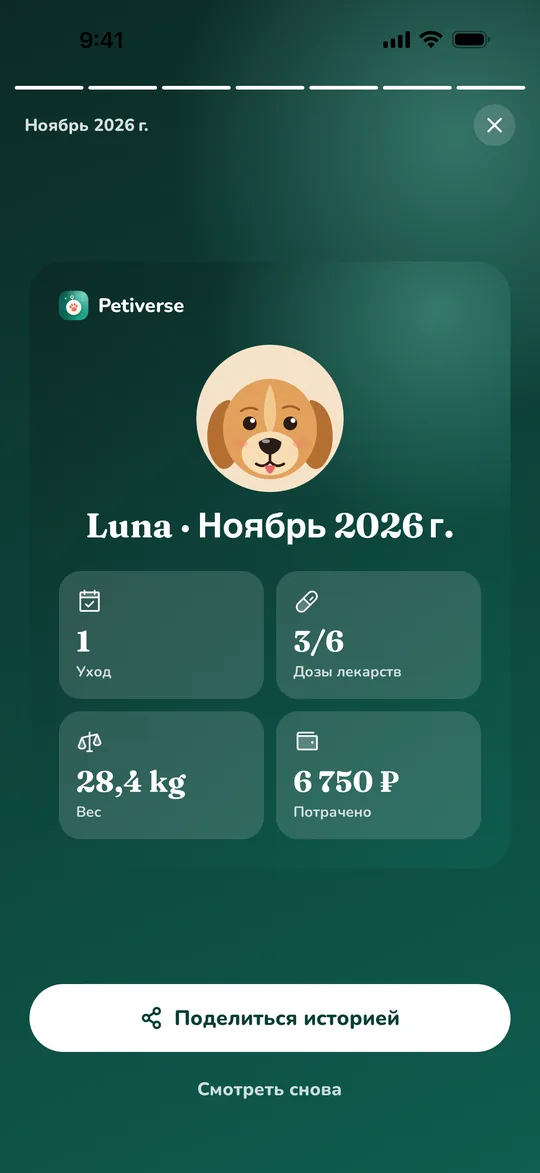 9:41
Ноябрь 2026 г.
Petiverse
Luna • Ноябрь 2026 г.
1
Уход
3/6
Дозы лекарств
28,4 kg
Вес
6 750 ₽
Потрачено
Поделиться историей
Смотреть снова